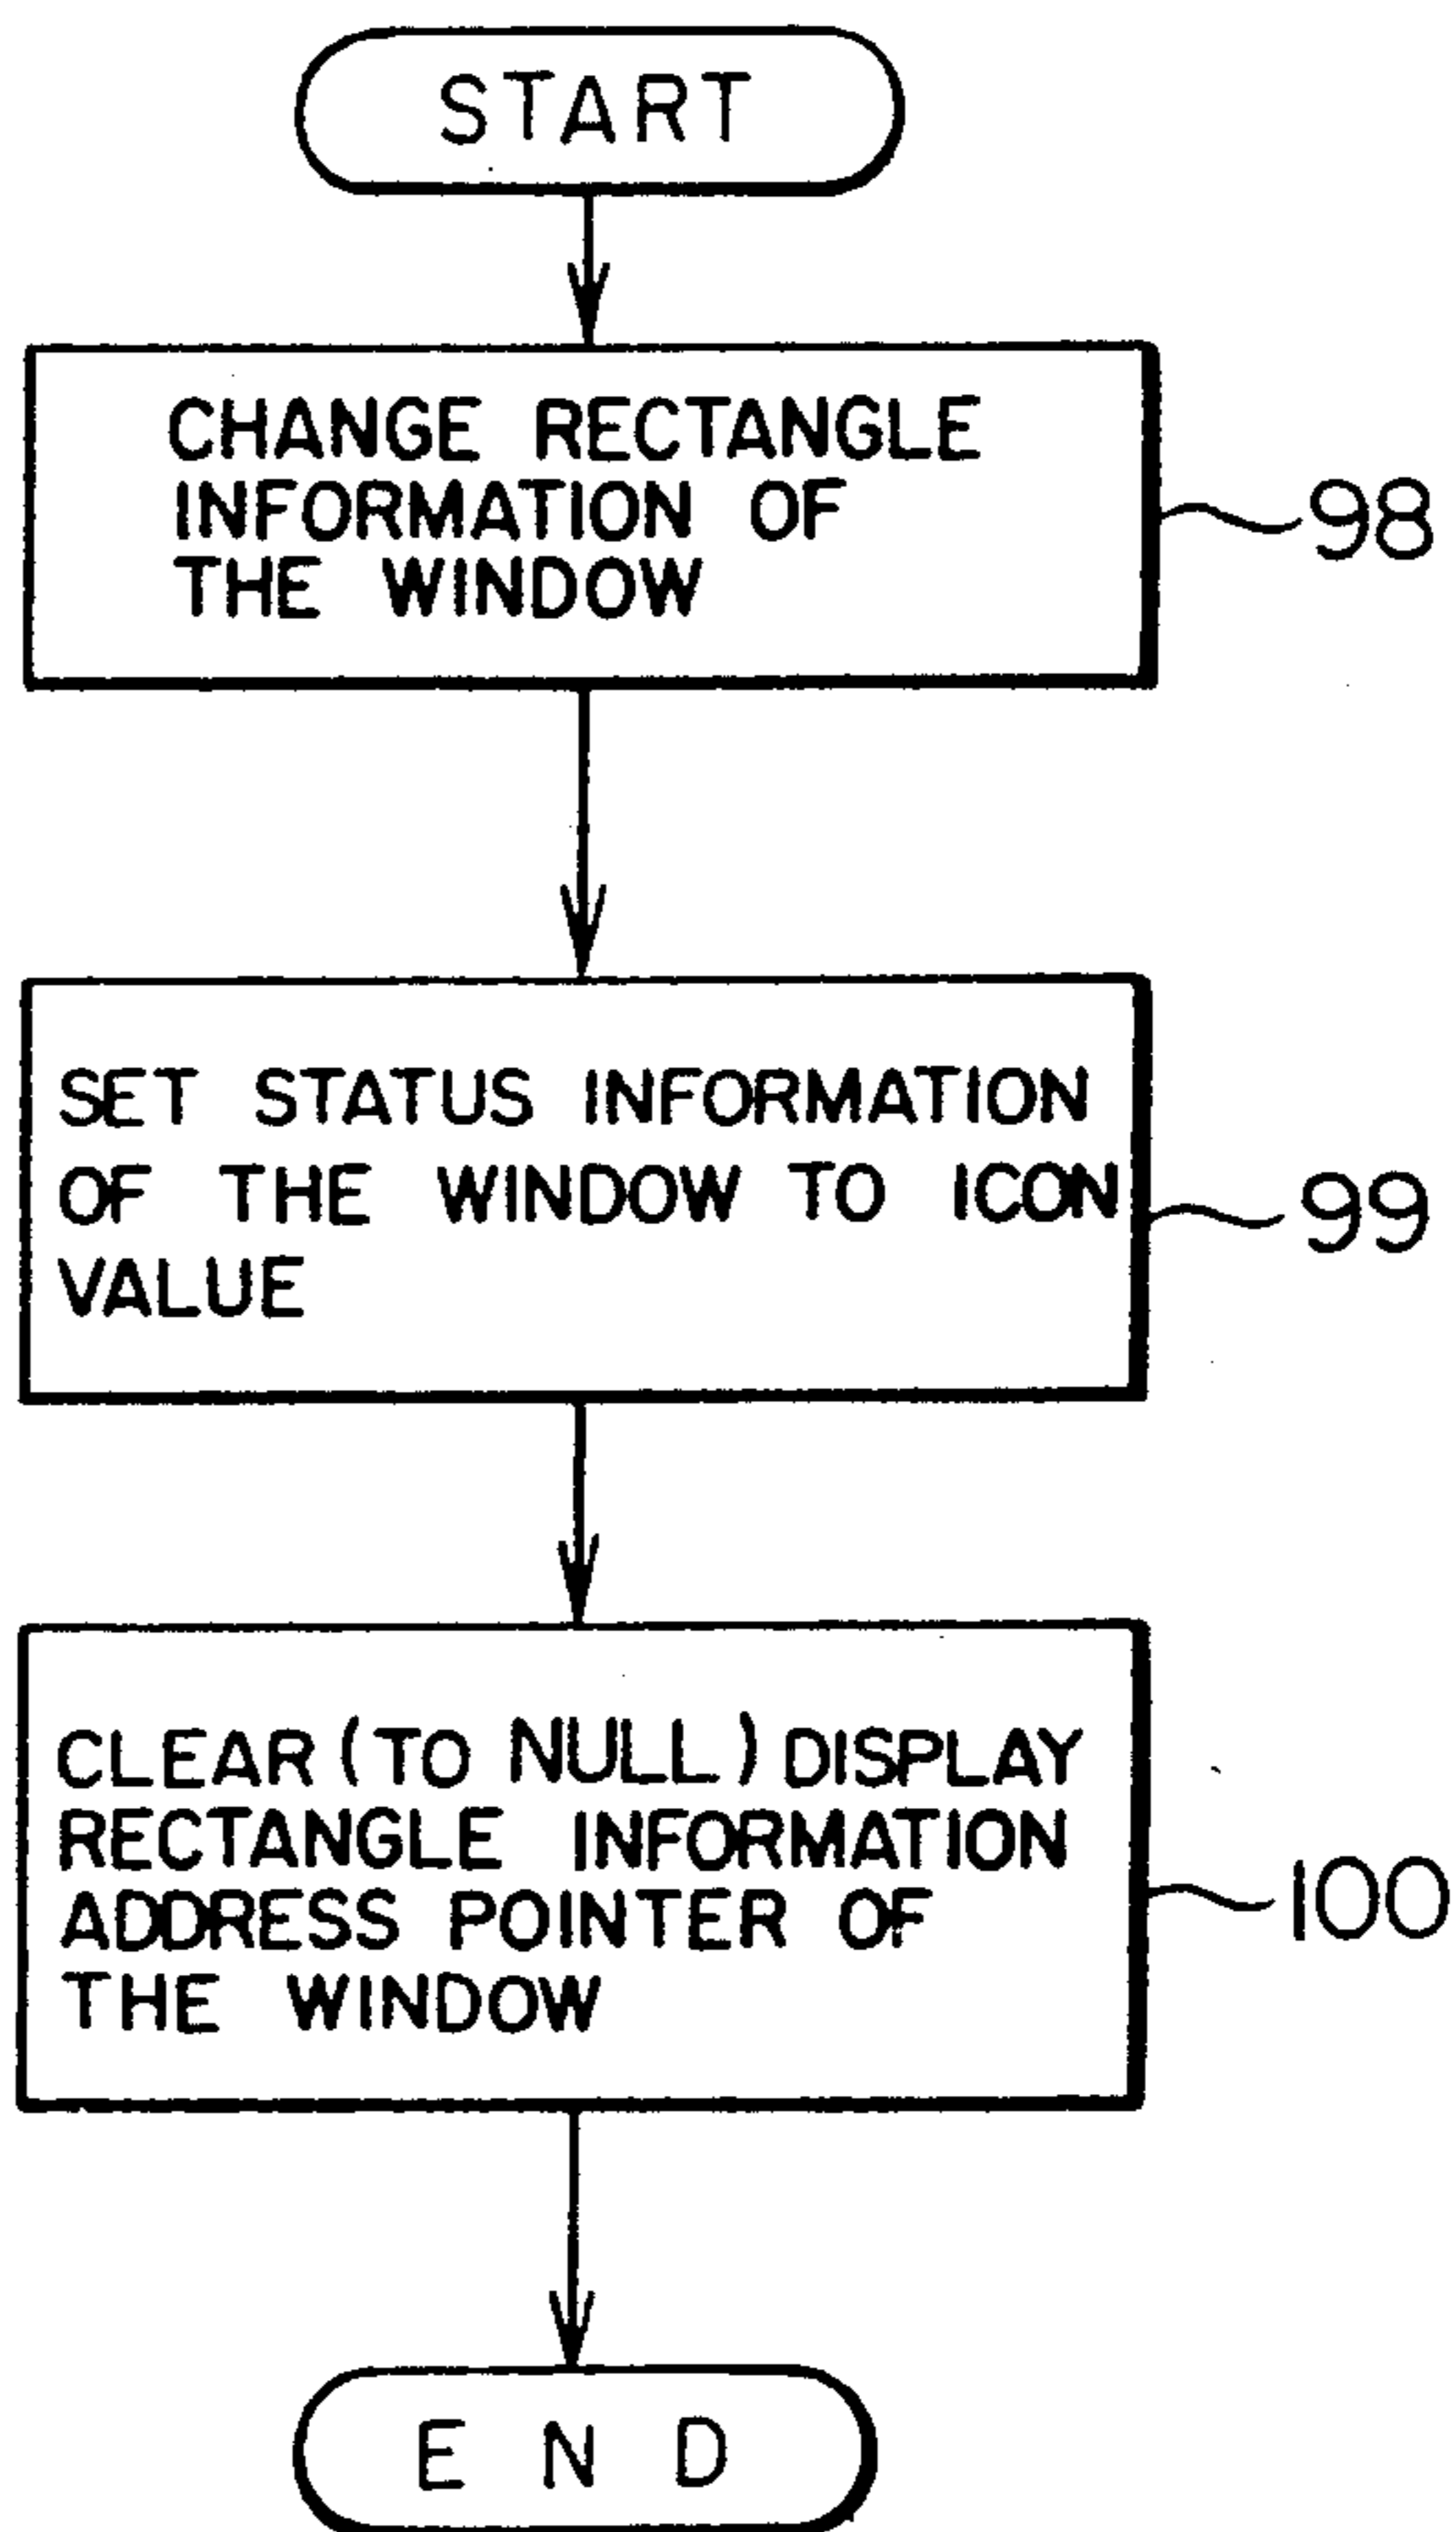 START
CHANGE RECTANGLE
INFORMATION OF
THE WINDOW
98
SET STATUS INFORMATION
OF THE WINDOW TO ICON
VALUE
99
CLEAR (TO NULL) DISPLAY
RECTANGLE INFORMATION
ADDRESS POINTER OF
THE WINDOW
100
END